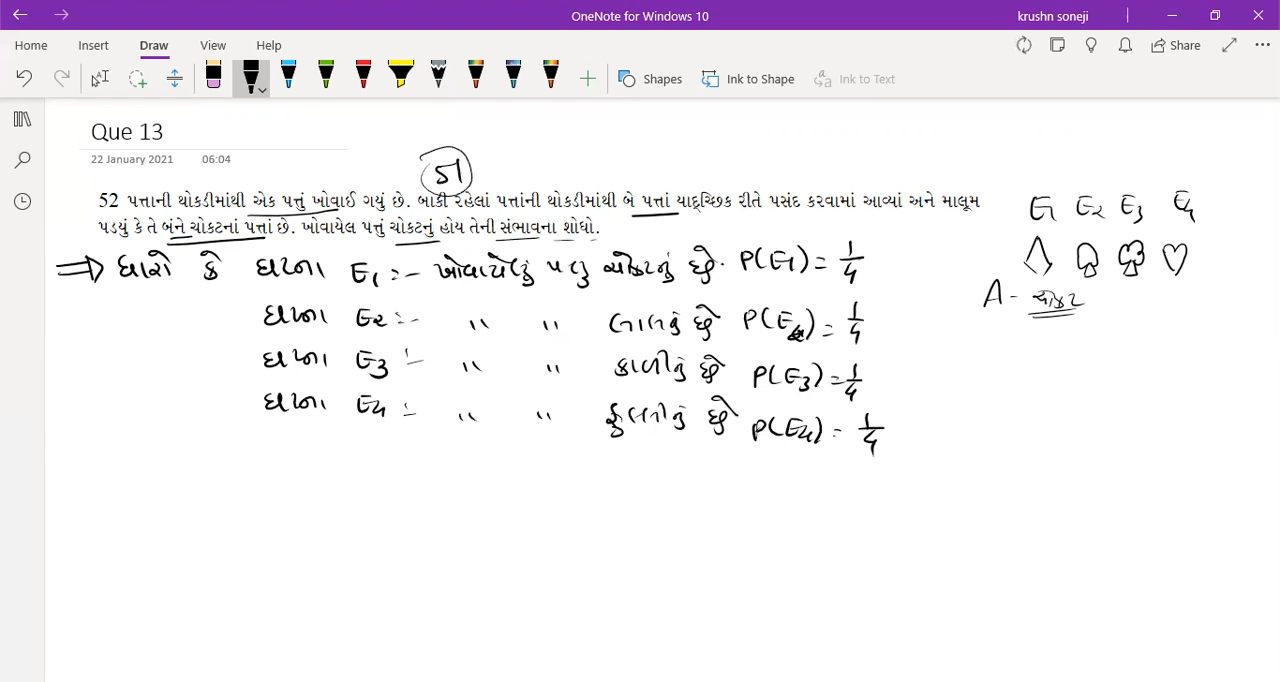 OneNote for Windows 10
krushn soneji
Home Insert Draw View Help
Share
Shapes Ink to Shape Ink to Text
Que 13
22 January 2021 06:04
51
52 પત્તાની થોકડીમાંથી એક પત્તું ખોવાઈ ગયું છે. બાકી રહેલાં પત્તાંની થોકડીમાંથી બે પત્તાં યાદ્દચ્છિક રીતે પસંદ કરવામાં આવ્યાં અને માલૂમ
પડ્યું કે તે બંને ચોકટનાં પત્તાં છે. ખોવાયેલ પત્તું ચોકટનું હોય તેની સંભાવના શોધો.
E1 E2 E3 E4
A - ચોકટ
⇒ ધારો કે ઘટના E1 :- ખોવાયેલું પત્તુ ચોકટનું છે. P(E1) = 1/4
ઘટના E2 :- " " લાલનું છે P(E2) = 1/4
ઘટના E3 :- " " કાળીનું છે P(E3) = 1/4
ઘટના E4 :- " " ફુલ્લીનું છે P(E4) = 1/4